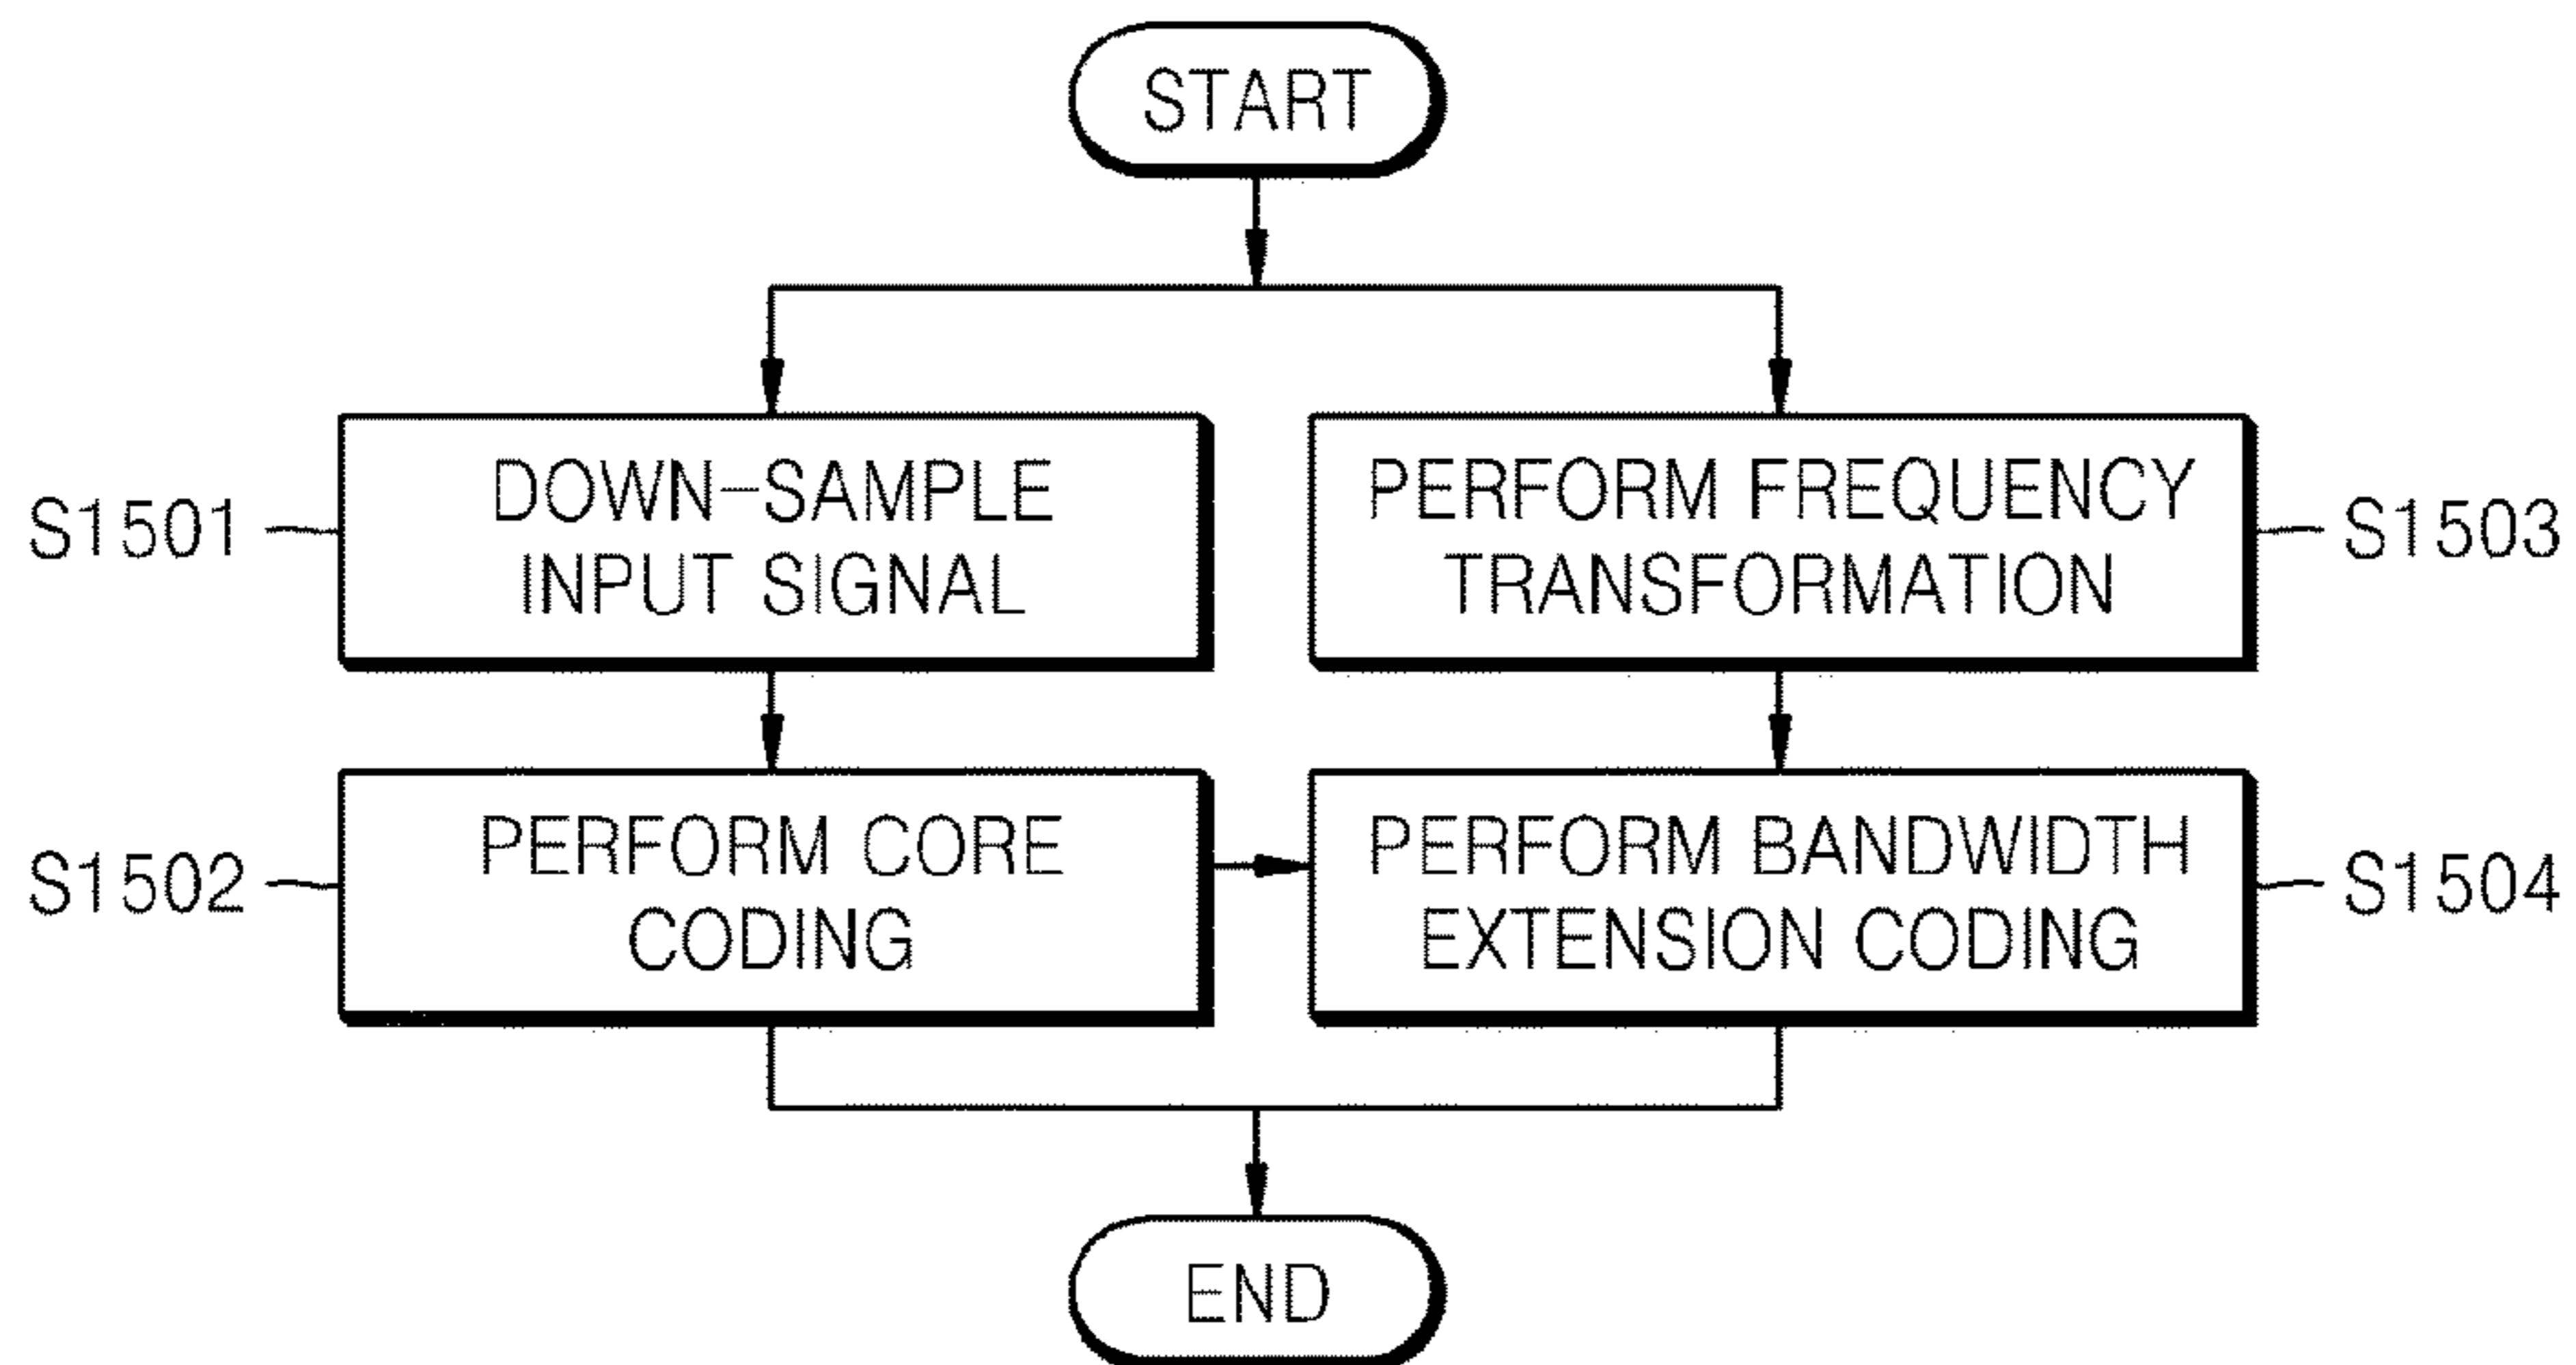 START
S1501
DOWN-SAMPLE
INPUT SIGNAL
PERFORM FREQUENCY
TRANSFORMATION
S1503
S1502
PERFORM CORE
CODING
PERFORM BANDWIDTH
EXTENSION CODING
S1504
END